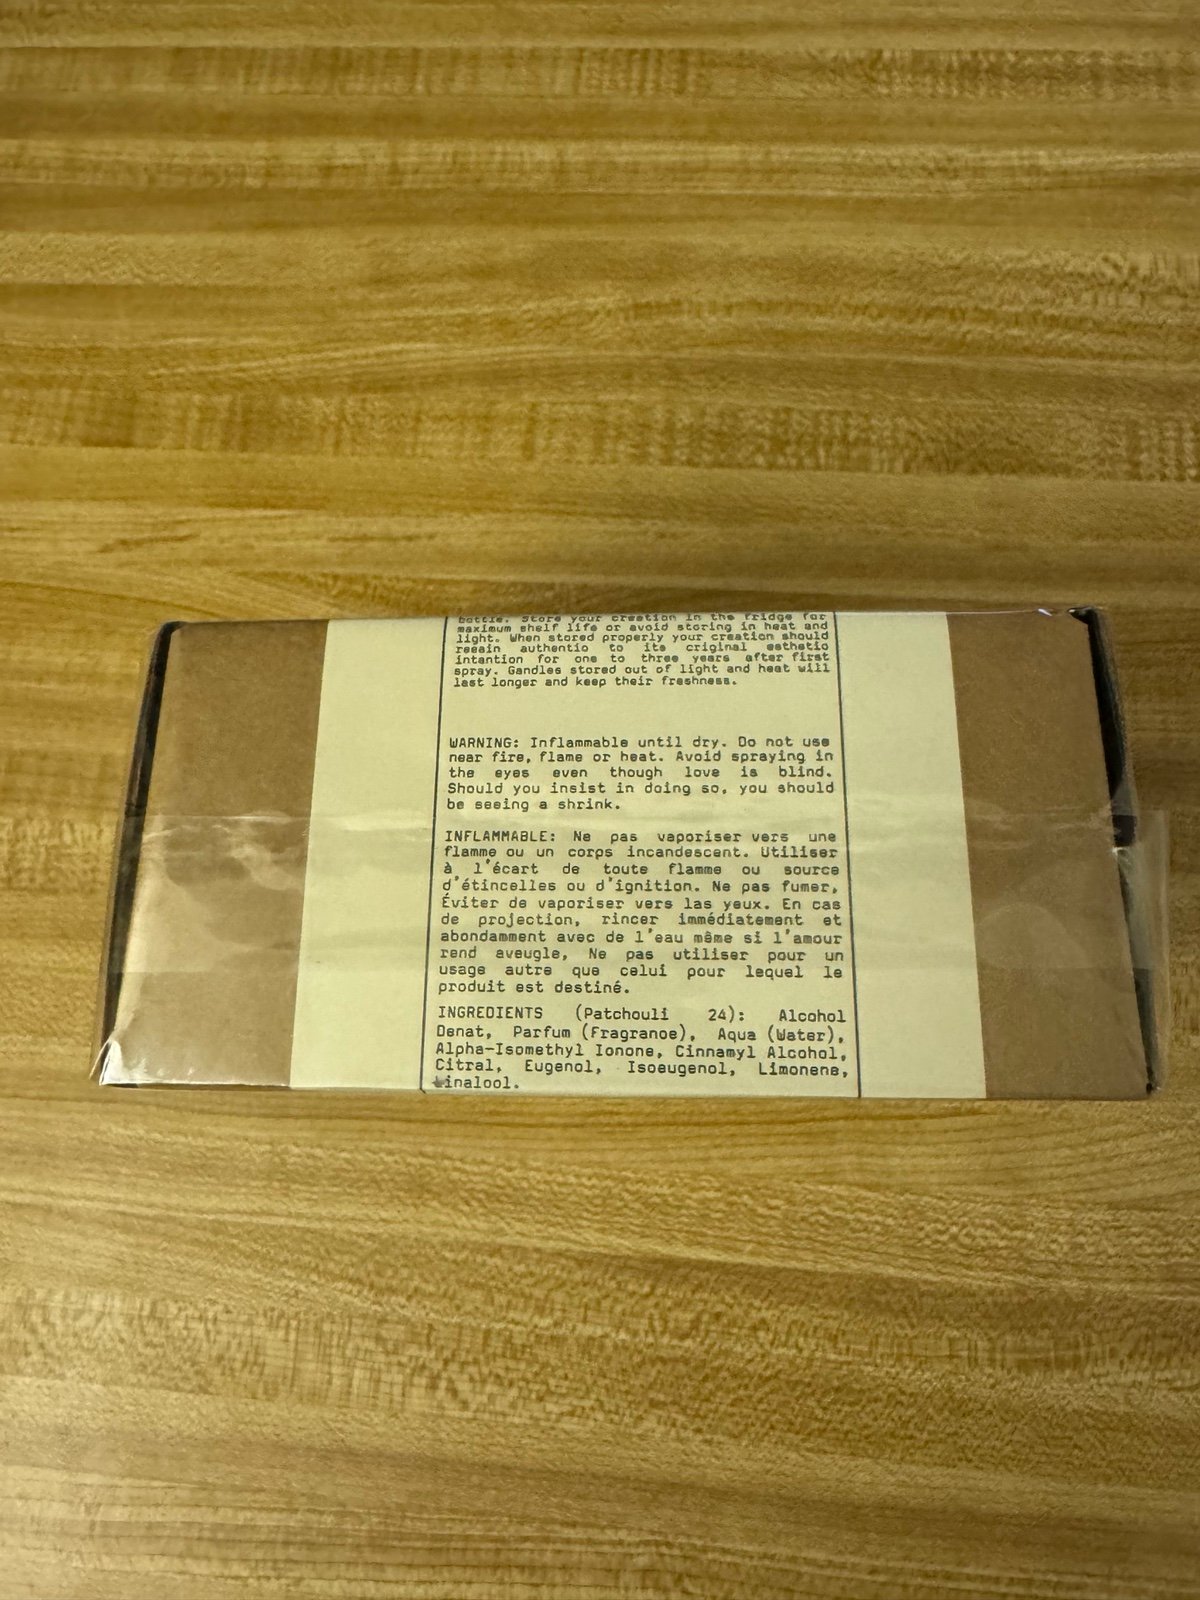 bottle. Store your creation in the fridge for
maximum shelf life or avoid storing in heat and
light. When stored properly your creation should
remain authentic to its original esthetic
intention for one to three years after first
spray. Candles stored out of light and heat will
last longer and keep their freshness.
WARNING: Inflammable until dry. Do not use
near fire, flame or heat. Avoid spraying in
the eyes even though love is blind.
Should you insist in doing so, you should
be seeing a shrink.
INFLAMMABLE: Ne pas vaporiser vers une
flamme ou un corps incandescent. Utiliser
à l'écart de toute flamme ou source
d'étincelles ou d'ignition. Ne pas fumer,
Éviter de vaporiser vers las yeux. En cas
de projection, rincer immédiatement et
abondamment avec de l'eau même si l'amour
rend aveugle, Ne pas utiliser pour un
usage autre que celui pour lequel le
produit est destiné.
INGREDIENTS (Patchouli 24): Alcohol
Denat, Parfum (Fragrance), Aqua (Water),
Alpha-Isomethyl Ionone, Cinnamyl Alcohol,
Citral, Eugenol, Isoeugenol, Limonene,
Linalool.